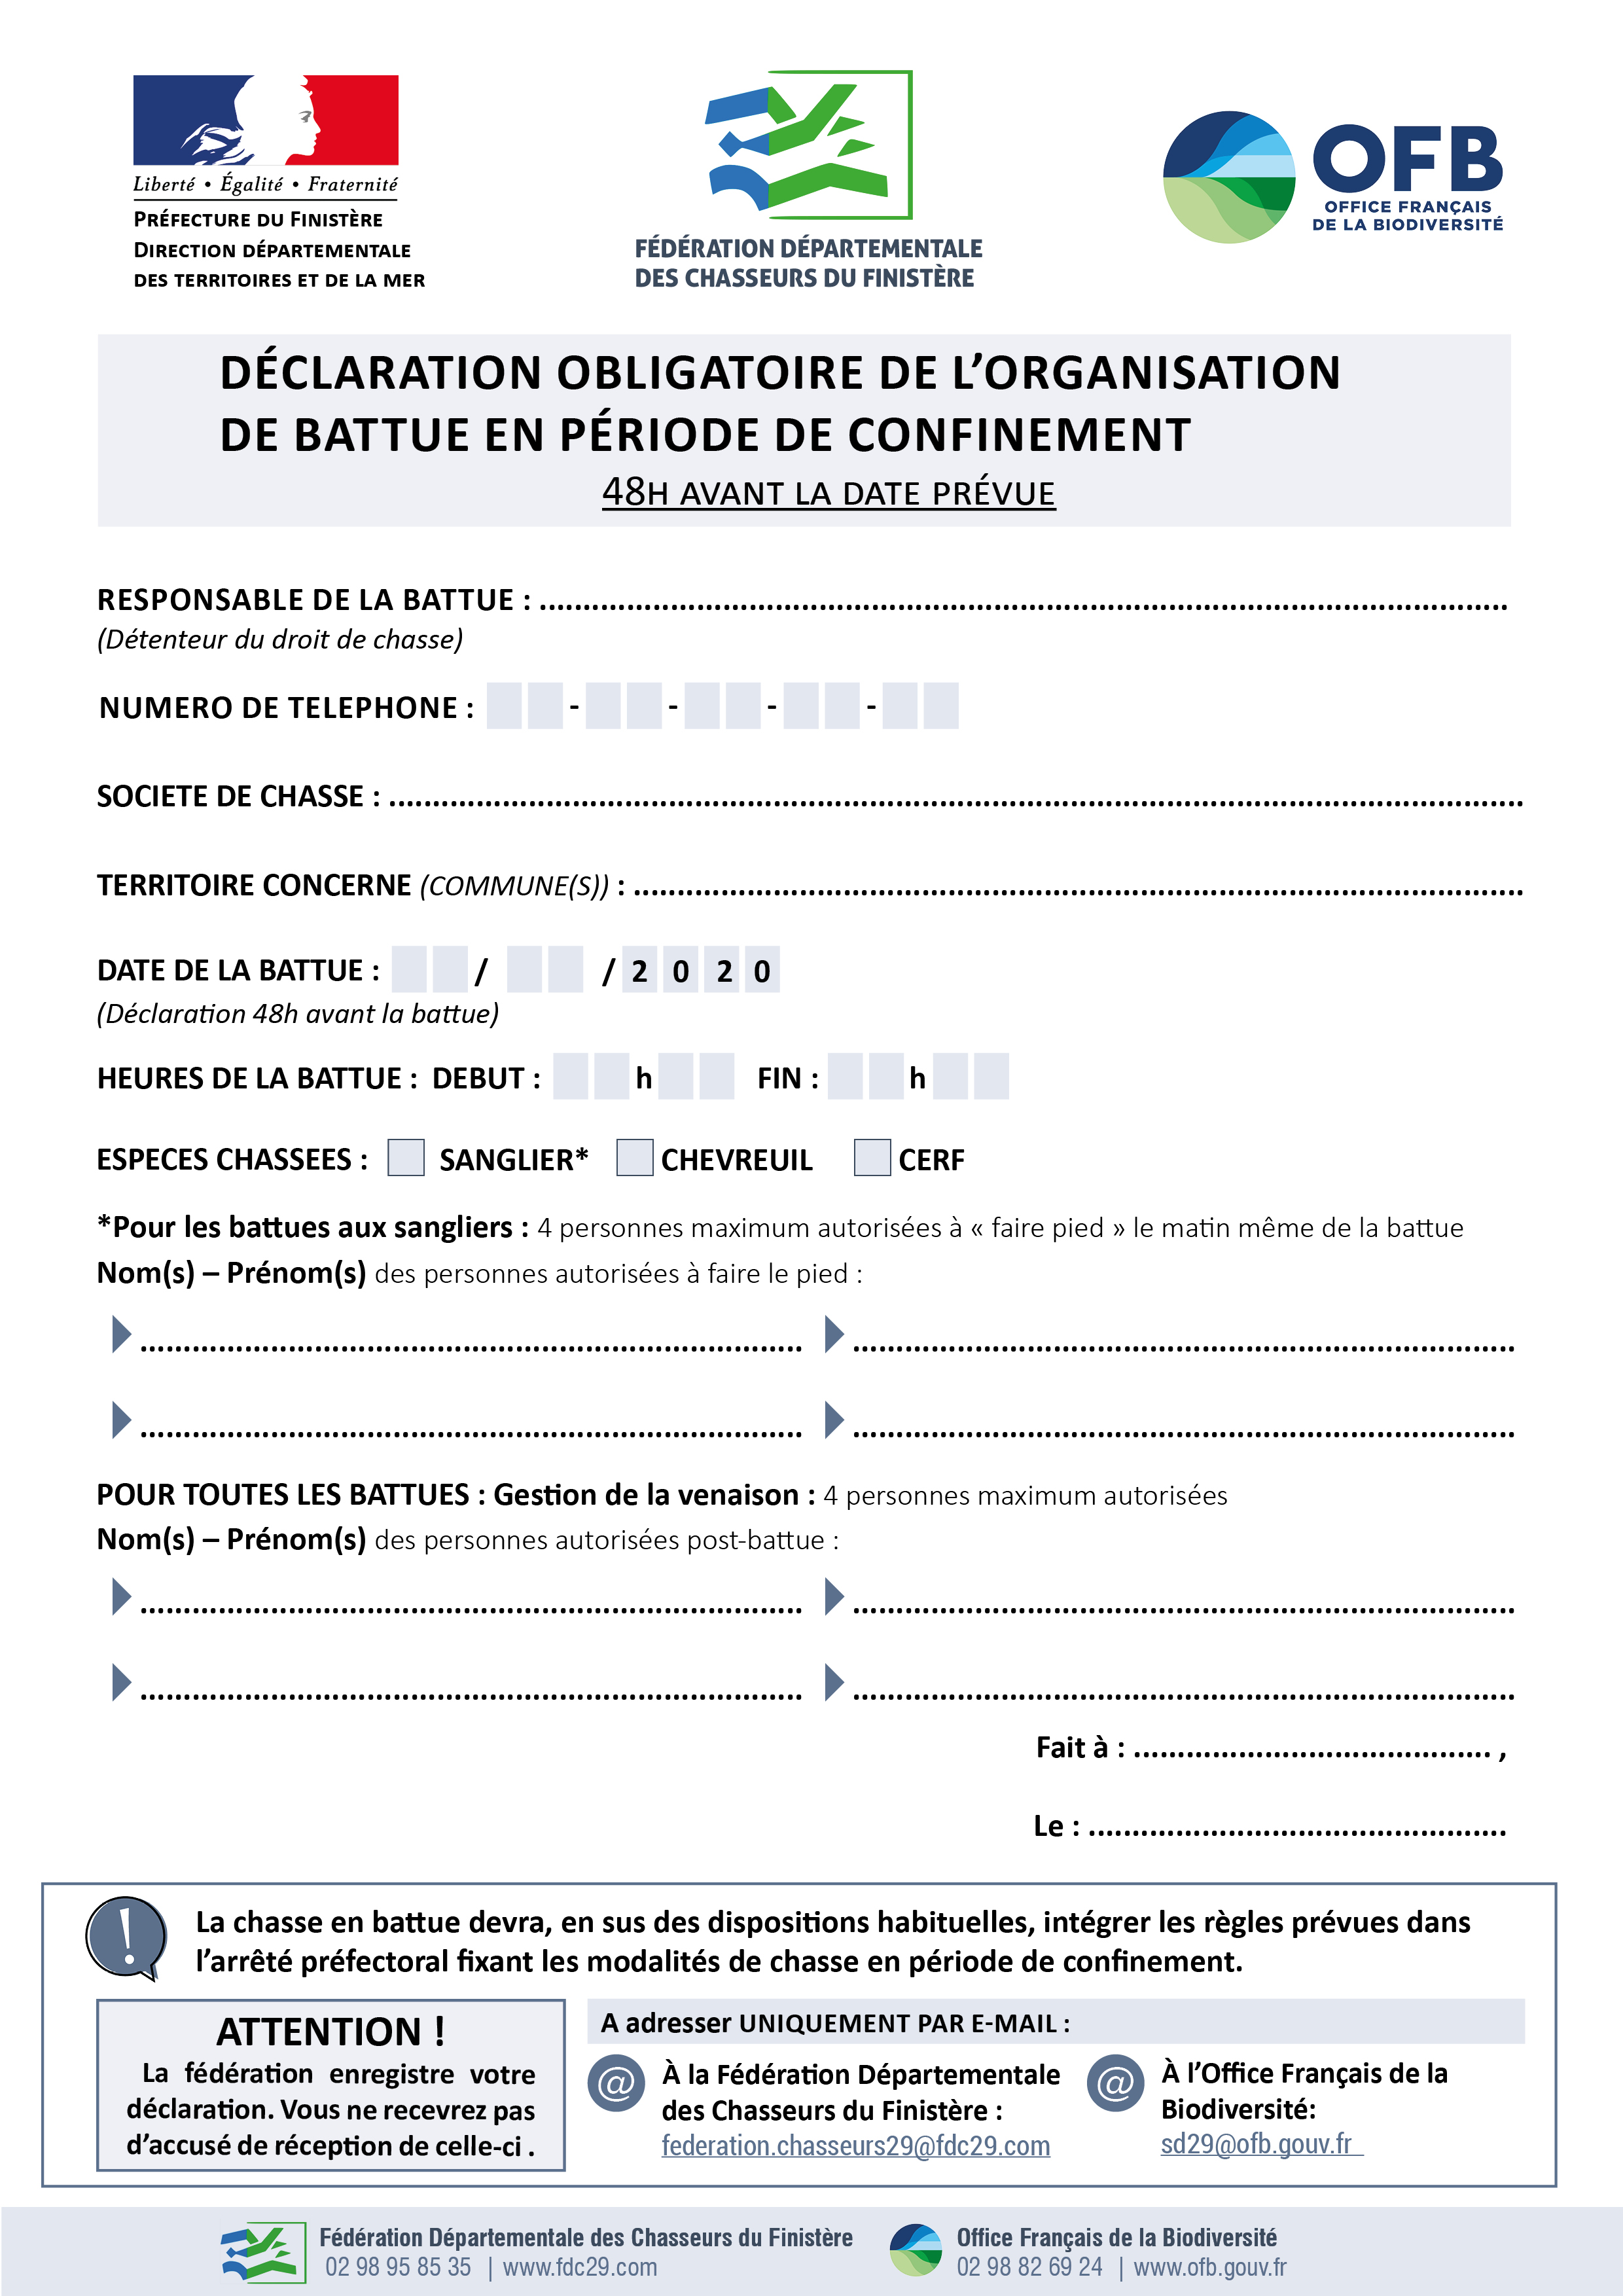 Liberté • Égalité • Fraternité
PRÉFECTURE DU FINISTÈRE
DIRECTION DÉPARTEMENTALE
DES TERRITOIRES ET DE LA MER
FÉDÉRATION DÉPARTEMENTALE
DES CHASSEURS DU FINISTÈRE
OFB
OFFICE FRANÇAIS
DE LA BIODIVERSITÉ
DÉCLARATION OBLIGATOIRE DE L’ORGANISATION
DE BATTUE EN PÉRIODE DE CONFINEMENT
48H AVANT LA DATE PRÉVUE
RESPONSABLE DE LA BATTUE : ........................................
(Détenteur du droit de chasse)
NUMERO DE TELEPHONE : - - - -
SOCIETE DE CHASSE : ........................................
TERRITOIRE CONCERNE (COMMUNE(S)) : ........................................
DATE DE LA BATTUE : / / 2 0 2 0
(Déclaration 48h avant la battue)
HEURES DE LA BATTUE : DEBUT : h FIN : h
ESPECES CHASSEES : SANGLIER* CHEVREUIL CERF
*Pour les battues aux sangliers : 4 personnes maximum autorisées à « faire pied » le matin même de la battue
Nom(s) – Prénom(s) des personnes autorisées à faire le pied :
........................................ ........................................
........................................ ........................................
POUR TOUTES LES BATTUES : Gestion de la venaison : 4 personnes maximum autorisées
Nom(s) – Prénom(s) des personnes autorisées post-battue :
........................................ ........................................
........................................ ........................................
Fait à : ........................................ ,
Le : ........................................
! La chasse en battue devra, en sus des dispositions habituelles, intégrer les règles prévues dans
l’arrêté préfectoral fixant les modalités de chasse en période de confinement.
ATTENTION !
La fédération enregistre votre
déclaration. Vous ne recevrez pas
d’accusé de réception de celle-ci .
A adresser UNIQUEMENT PAR E-MAIL :
@ À la Fédération Départementale
des Chasseurs du Finistère :
federation.chasseurs29@fdc29.com
@ À l’Office Français de la
Biodiversité:
sd29@ofb.gouv.fr
Fédération Départementale des Chasseurs du Finistère
02 98 95 85 35 | www.fdc29.com
Office Français de la Biodiversité
02 98 82 69 24 | www.ofb.gouv.fr